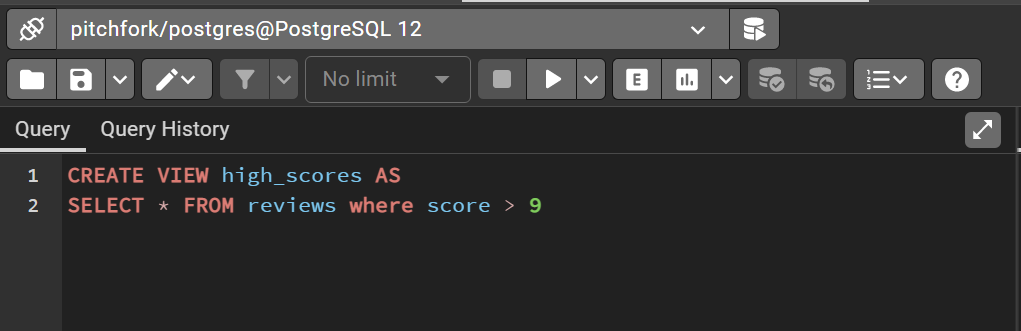 pitchfork/postgres@PostgreSQL 12
No limit
E
Query Query History
1 CREATE VIEW high_scores AS
2 SELECT * FROM reviews where score > 9